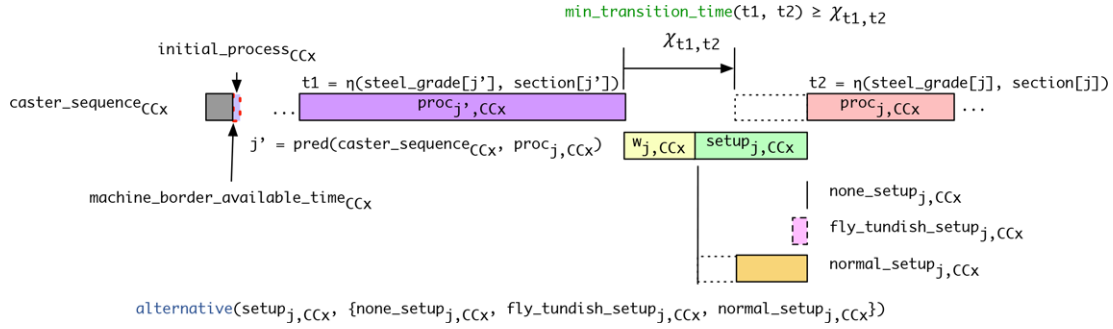 min_transition_time(t1, t2) ≥ χt1,t2
χt1,t2
initial_processCCx
t1 = η(steel_grade[j’], section[j’])
t2 = η(steel_grade[j], section[j])
caster_sequenceCCx
...
procj’,CCx
procj,CCx
...
j’ = pred(caster_sequenceCCx, procj,CCx)
wj,CCx
setupj,CCx
machine_border_available_timeCCx
none_setupj,CCx
fly_tundish_setupj,CCx
normal_setupj,CCx
alternative(setupj,CCx, {none_setupj,CCx, fly_tundish_setupj,CCx, normal_setupj,CCx})